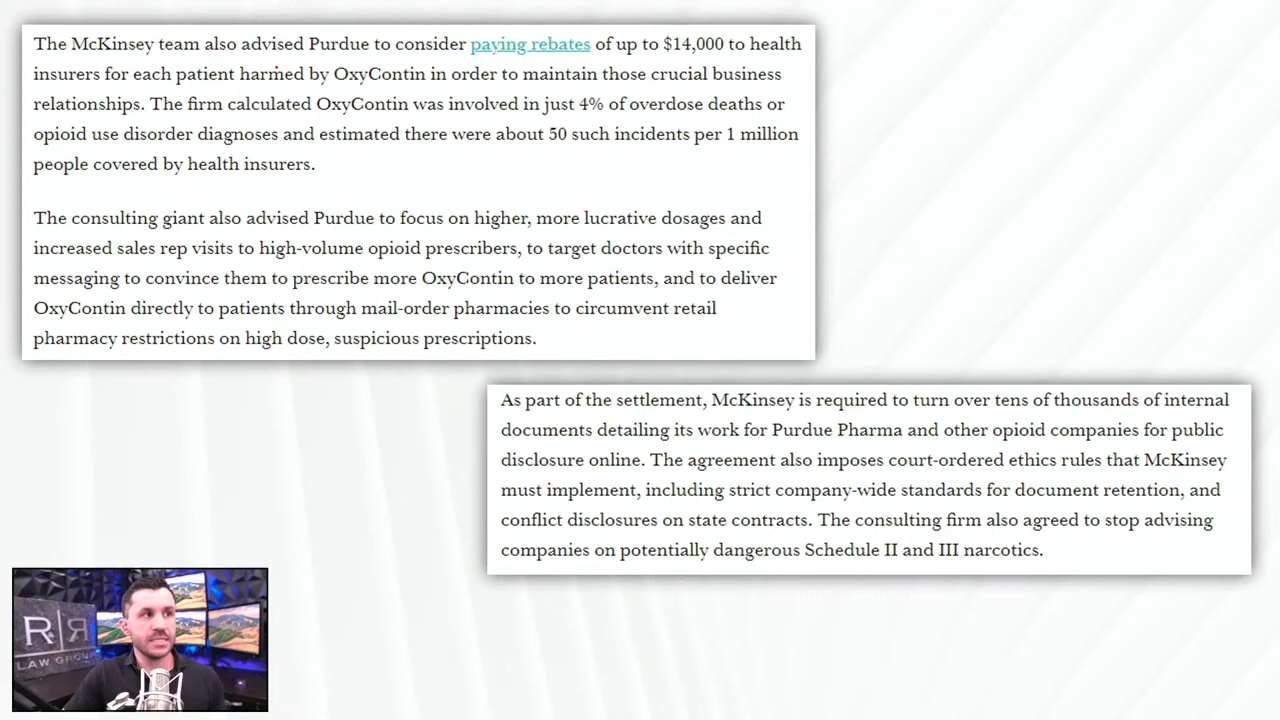 The McKinsey team also advised Purdue to consider paying rebates of up to $14,000 to health
insurers for each patient harmed by OxyContin in order to maintain those crucial business
relationships. The firm calculated OxyContin was involved in just 4% of overdose deaths or
opioid use disorder diagnoses and estimated there were about 50 such incidents per 1 million
people covered by health insurers.
The consulting giant also advised Purdue to focus on higher, more lucrative dosages and
increased sales rep visits to high-volume opioid prescribers, to target doctors with specific
messaging to convince them to prescribe more OxyContin to more patients, and to deliver
OxyContin directly to patients through mail-order pharmacies to circumvent retail
pharmacy restrictions on high dose, suspicious prescriptions.
As part of the settlement, McKinsey is required to turn over tens of thousands of internal
documents detailing its work for Purdue Pharma and other opioid companies for public
disclosure online. The agreement also imposes court-ordered ethics rules that McKinsey
must implement, including strict company-wide standards for document retention, and
conflict disclosures on state contracts. The consulting firm also agreed to stop advising
companies on potentially dangerous Schedule II and III narcotics.
R|R
LAW GROUP